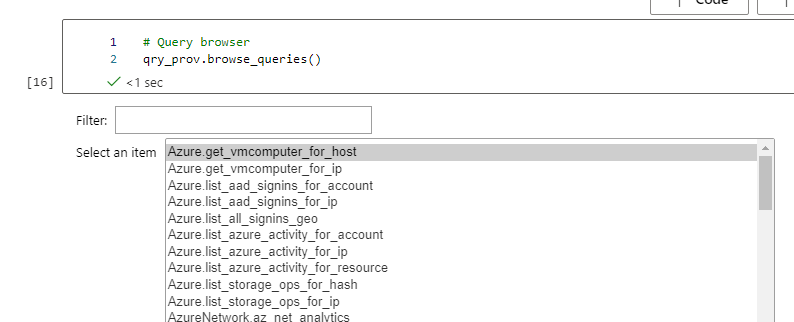 Code
1 # Query browser
2 qry_prov.browse_queries()
[16] <1 sec
Filter:
Select an item Azure.get_vmcomputer_for_host
Azure.get_vmcomputer_for_ip
Azure.list_aad_signins_for_account
Azure.list_aad_signins_for_ip
Azure.list_all_signins_geo
Azure.list_azure_activity_for_account
Azure.list_azure_activity_for_ip
Azure.list_azure_activity_for_resource
Azure.list_storage_ops_for_hash
Azure.list_storage_ops_for_ip
AzureNetwork.az_net_analytics